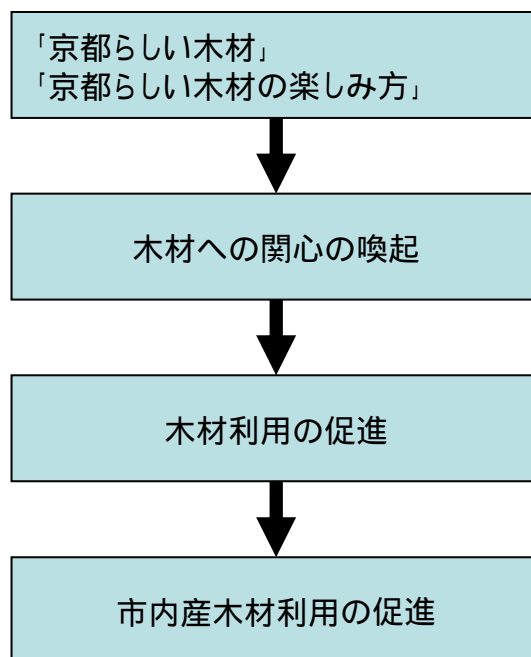 「京都らしい木材」
「京都らしい木材の楽しみ方」
木材への関心の喚起
木材利用の促進
市内産木材利用の促進